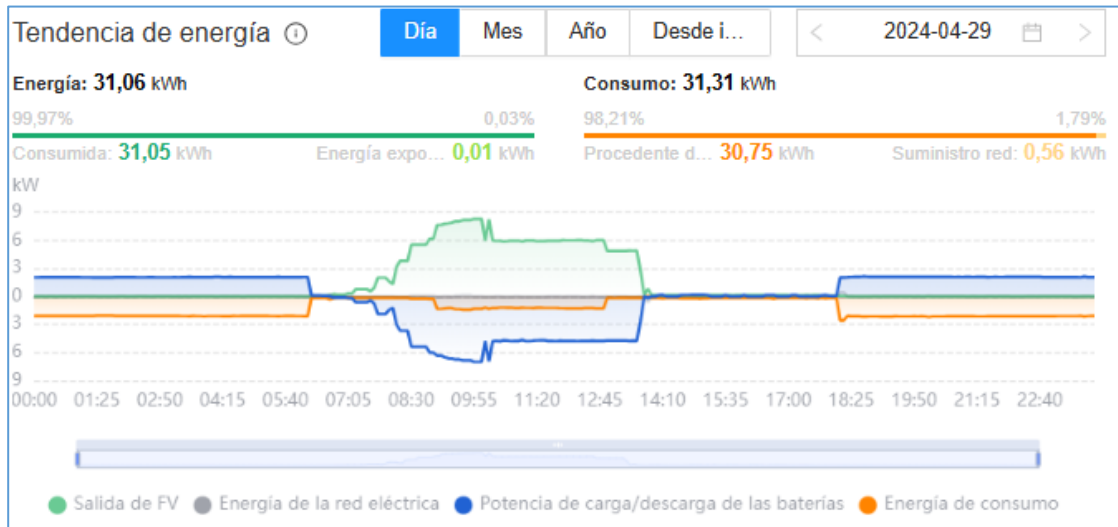 Tendencia de energía Día Mes Año Desde i... < 2024-04-29 >
Energía: 31,06 kWh Consumo: 31,31 kWh
99,97% 0,03% 98,21% 1,79%
Consumida: 31,05 kWh Energía expo... 0,01 kWh Procedente d... 30,75 kWh Suministro red: 0,56 kWh
kW
9
6
3
0
3
6
9
00:00 01:25 02:50 04:15 05:40 07:05 08:30 09:55 11:20 12:45 14:10 15:35 17:00 18:25 19:50 21:15 22:40
Salida de FV Energía de la red eléctrica Potencia de carga/descarga de las baterías Energía de consumo